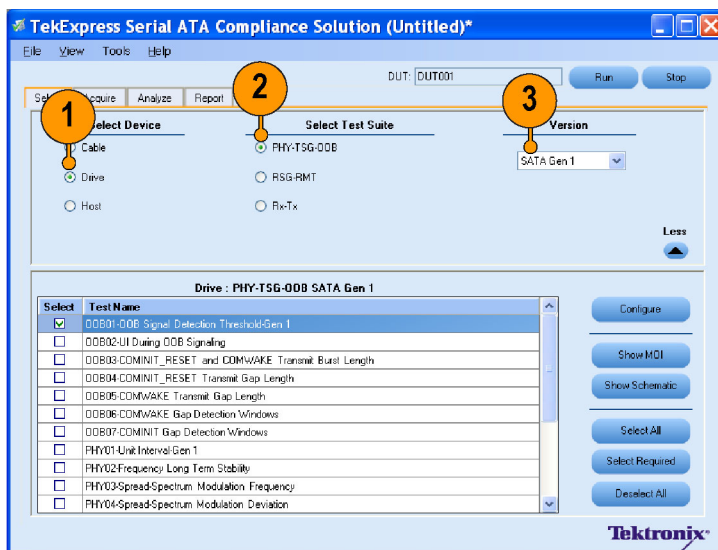 TekExpress Serial ATA Compliance Solution (Untitled)*
File View Tools Help
DUT: DUT001 Run Stop
Acquire Analyze Report
1 2 3
Select Device Select Test Suite Version
Cable PHY-TSG-OOB SATA Gen 1
Drive RSG-RMT
Host Rx-Tx
Less
Drive : PHY-TSG-OOB SATA Gen 1
Select Test Name
OOB01-OOB Signal Detection Threshold-Gen 1
OOB02-UI During OOB Signaling
OOB03-COMINIT_RESET and COMWAKE Transmit Burst Length
OOB04-COMINIT_RESET Transmit Gap Length
OOB05-COMWAKE Transmit Gap Length
OOB06-COMWAKE Gap Detection Windows
OOB07-COMINIT Gap Detection Windows
PHY01-Unit Interval-Gen 1
PHY02-Frequency Long Term Stability
PHY03-Spread-Spectrum Modulation Frequency
PHY04-Spread-Spectrum Modulation Deviation
Configure
Show MOI
Show Schematic
Select All
Select Required
Deselect All
Tektronix